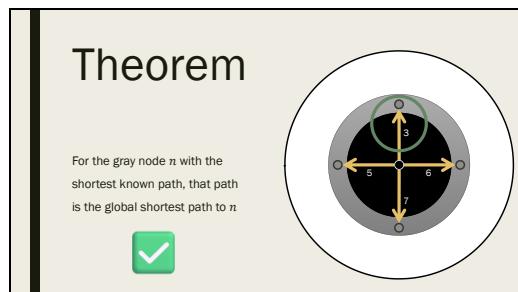 Theorem
For the gray node n with the
shortest known path, that path
is the global shortest path to n
3
5
6
7